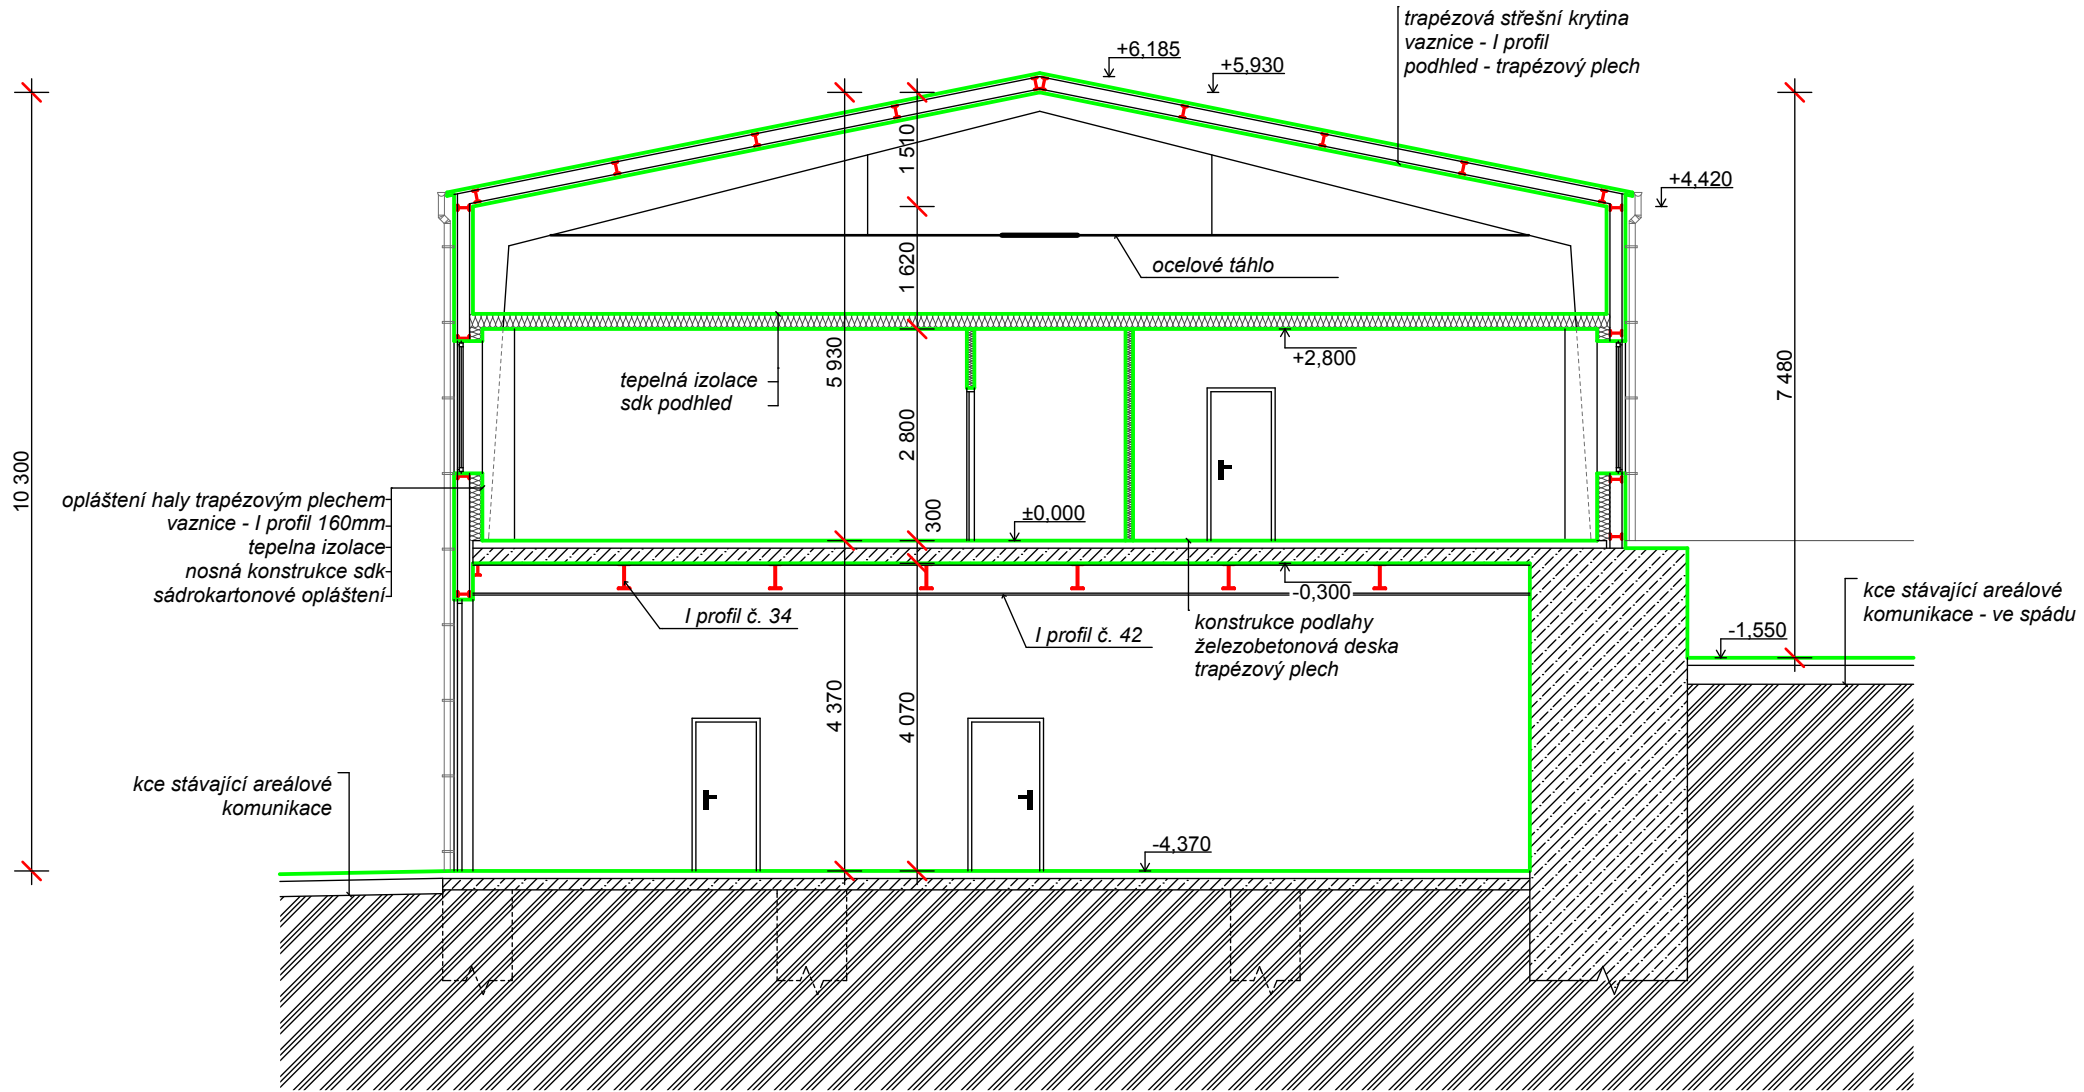 trapézová střešní krytina
vaznice - I profil
podhled - trapézový plech
+6,185
+5,930
+4,420
1 510
1 620
ocelové táhlo
10 300
5 930
2 800
+2,800
7 480
tepelná izolace
sdk podhled
opláštění haly trapézovým plechem
vaznice - I profil 160mm
tepelna izolace
nosná konstrukce sdk
sádrokartonové opláštění
300
±0,000
-0,300
I profil č. 34
I profil č. 42
konstrukce podlahy
železobetonová deska
trapézový plech
kce stávající areálové
komunikace - ve spádu
-1,550
4 370
4 070
kce stávající areálové
komunikace
-4,370